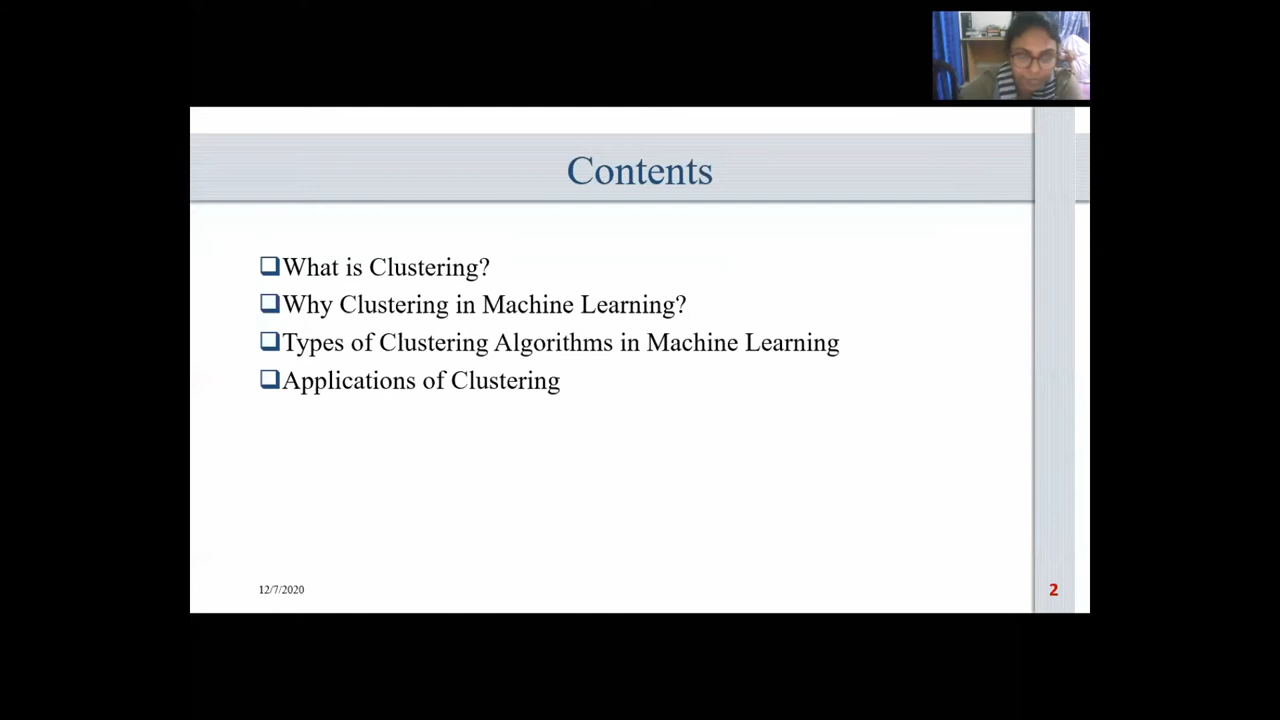 Contents
What is Clustering?
Why Clustering in Machine Learning?
Types of Clustering Algorithms in Machine Learning
Applications of Clustering
12/7/2020
2